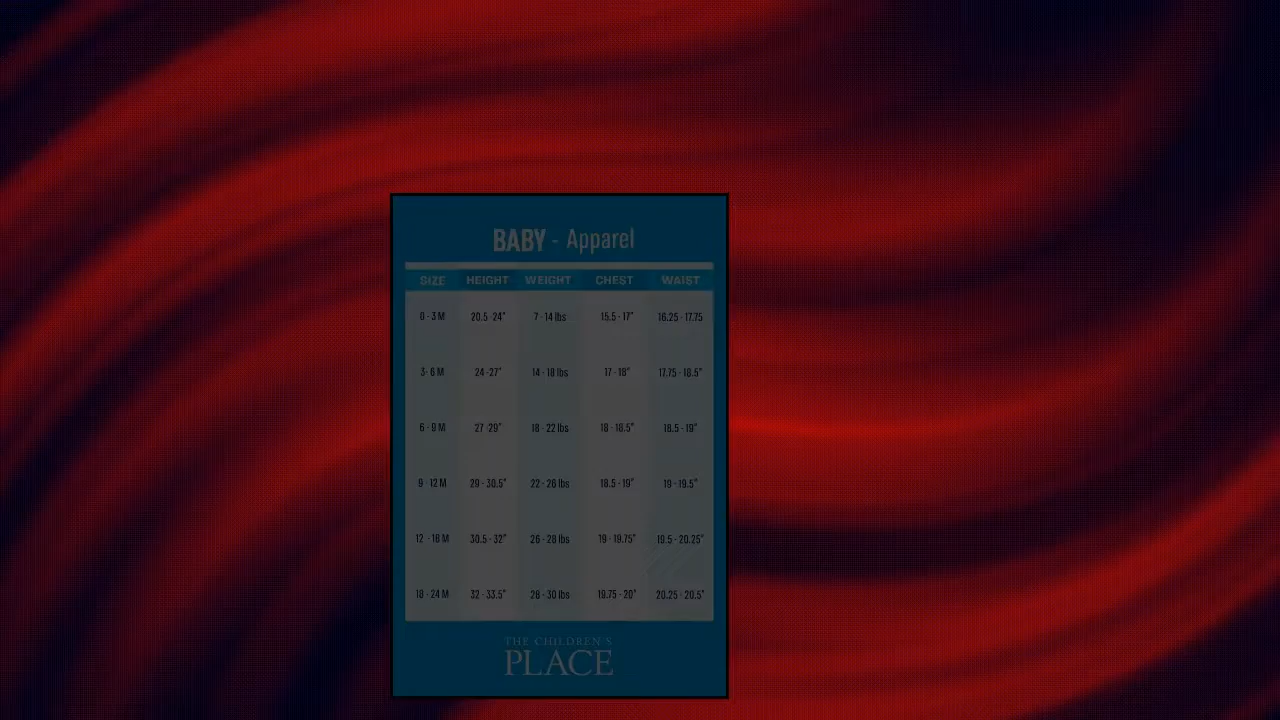 BABY - Apparel
SIZE HEIGHT WEIGHT CHEST WAIST
0 - 3 M 20.5 -24" 7 - 14 lbs 15.5 - 17" 16.25 - 17.75
3- 6 M 24 -27" 14 - 18 lbs 17 - 18" 17.75 - 18.5"
6 - 9 M 27 -29" 18 - 22 lbs 18 - 18.5" 18.5 - 19"
9 - 12 M 29 - 30.5" 22 - 26 lbs 18.5 - 19" 19 - 19.5"
12 - 18 M 30.5 - 32" 26 - 28 lbs 19 - 19.75" 19.5 - 20.25"
18 - 24 M 32 - 33.5" 28 - 30 lbs 19.75 - 20" 20.25 - 20.5"
THE CHILDREN'S
PLACE